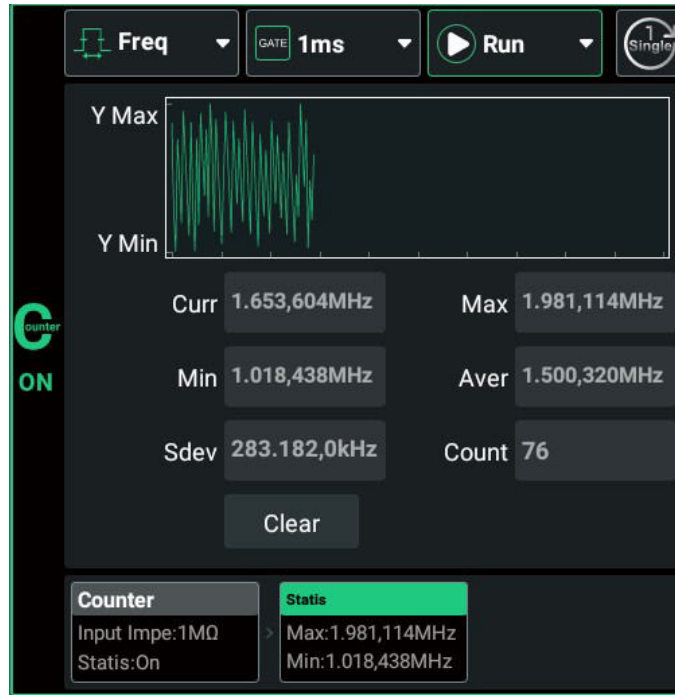 Freq GATE 1ms Run 1 Single
Y Max
Y Min
Curr 1.653,604MHz Max 1.981,114MHz
Counter
Min 1.018,438MHz Aver 1.500,320MHz
ON
Sdev 283.182,0kHz Count 76
Clear
Counter Statis
Input Impe:1MΩ > Max:1.981,114MHz
Statis:On Min:1.018,438MHz